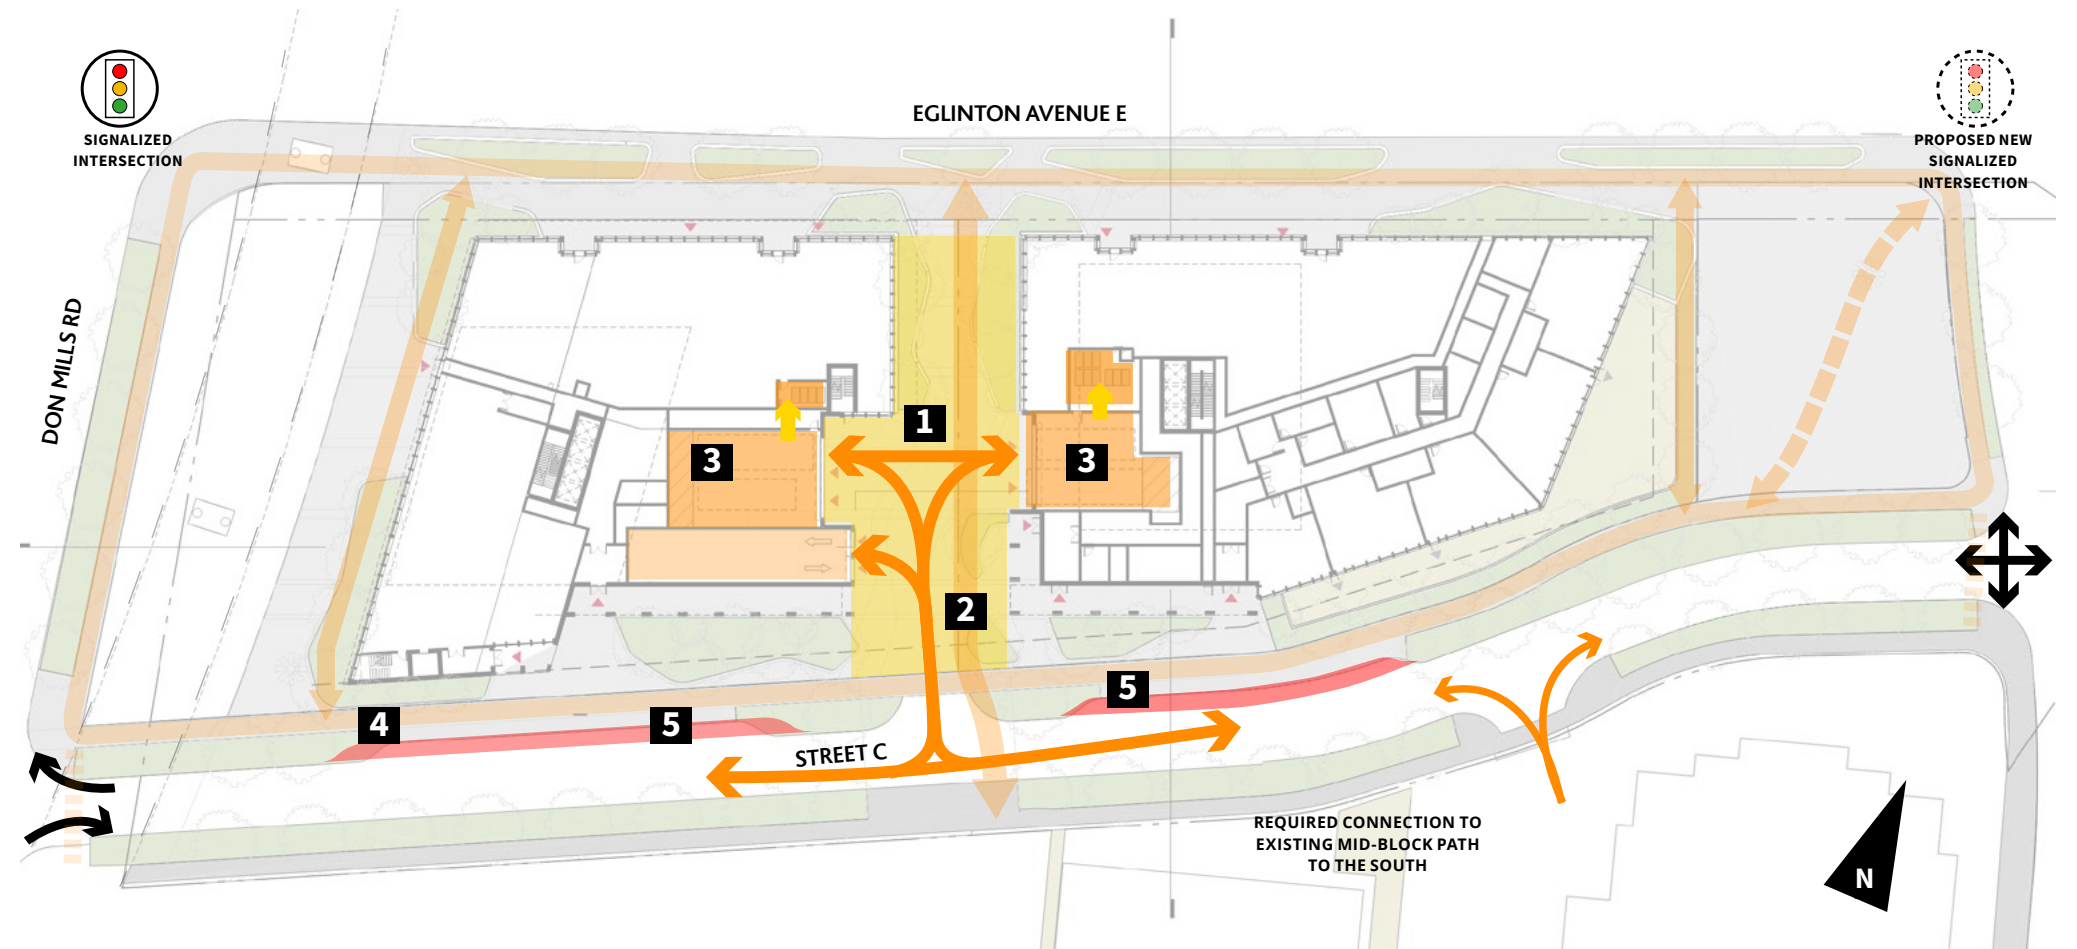 EGLINTON AVENUE E
SIGNALIZED
INTERSECTION
PROPOSED NEW
SIGNALIZED
INTERSECTION
DON MILLS RD
1
3
3
2
5
4
5
STREET C
REQUIRED CONNECTION TO
EXISTING MID-BLOCK PATH
TO THE SOUTH
N